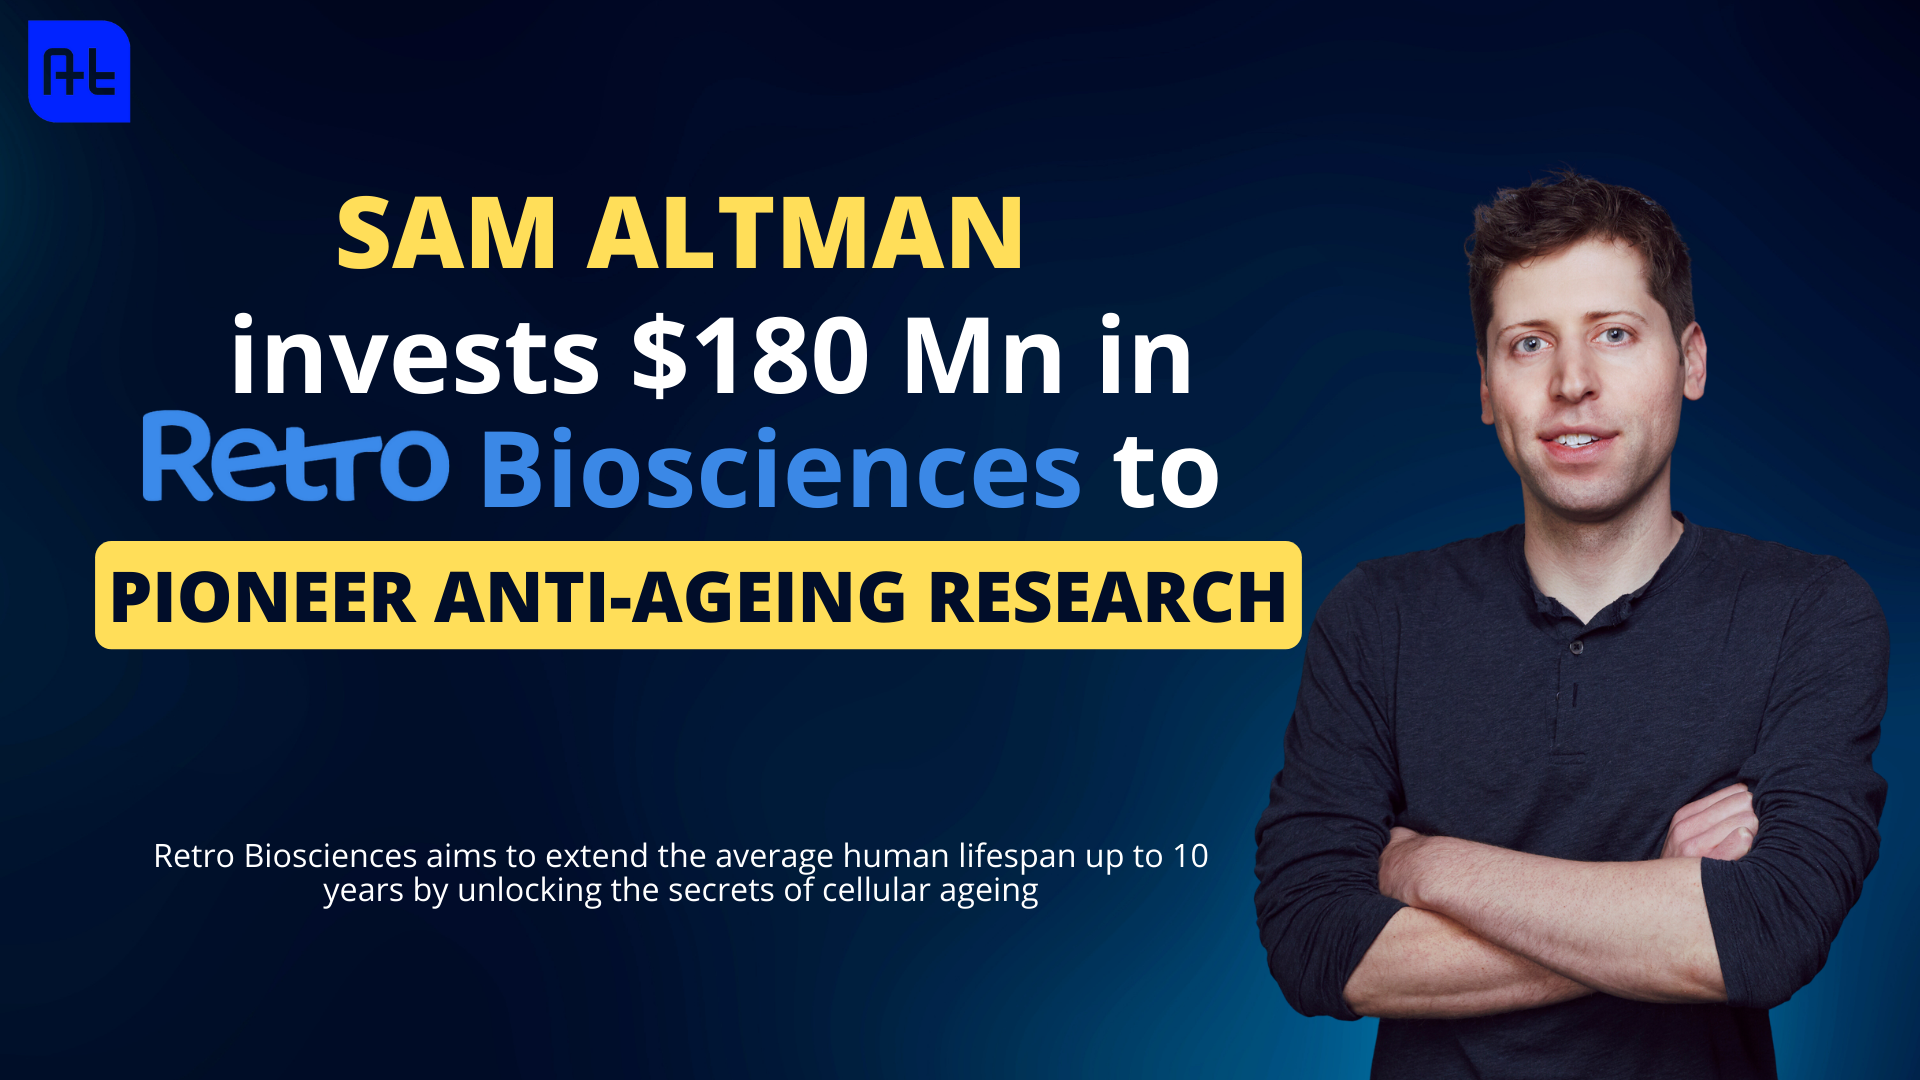 At
SAM ALTMAN
invests $180 Mn in
Retro Biosciences to
PIONEER ANTI-AGEING RESEARCH
Retro Biosciences aims to extend the average human lifespan up to 10
years by unlocking the secrets of cellular ageing